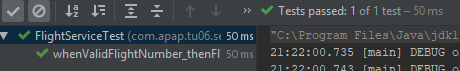 Tests passed: 1 of 1 test – 50 ms
FlightServiceTest (com.apap.tu06.se 50 ms
whenValidFlightNumber_thenFl 50 ms
"C:\Program Files\Java\jdk1
21:22:00.735 [main] DEBUG o
21:22:00.743 [main] DEBUG o